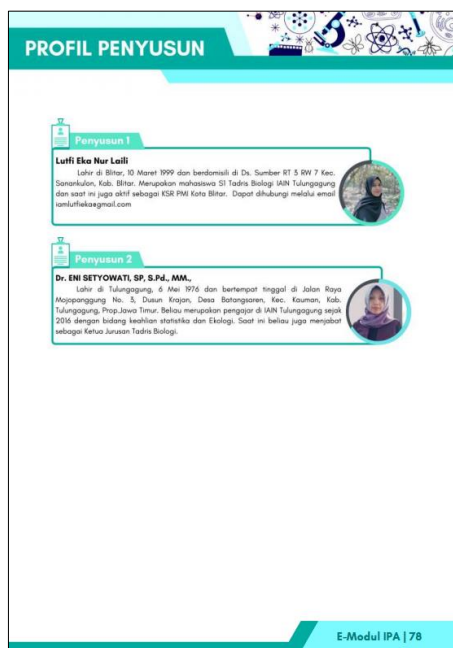 PROFIL PENYUSUN
Penyusun 1
Lutfi Eka Nur Laili
Lahir di Blitar, 10 Maret 1999 dan berdomisili di Ds. Sumber RT 3 RW 7 Kec.
Sanankulon, Kab. Blitar. Merupakan mahasiswa S1 Tadris Biologi IAIN Tulungagung
dan saat ini juga aktif sebagai KSR PMI Kota Blitar. Dapat dihubungi melalui email
iamlutfieka@gmail.com
Penyusun 2
Dr. ENI SETYOWATI, SP, S.Pd., MM.,
Lahir di Tulungagung, 6 Mei 1976 dan bertempat tinggal di Jalan Raya
Mojopanggung No. 3, Dusun Krajan, Desa Batangsaren, Kec. Kauman, Kab.
Tulungagung, Prop.Jawa Timur. Beliau merupakan pengajar di IAIN Tulungagung sejak
2016 dengan bidang keahlian statistika dan Ekologi. Saat ini beliau juga menjabat
sebagai Ketua Jurusan Tadris Biologi.
E-Modul IPA | 78